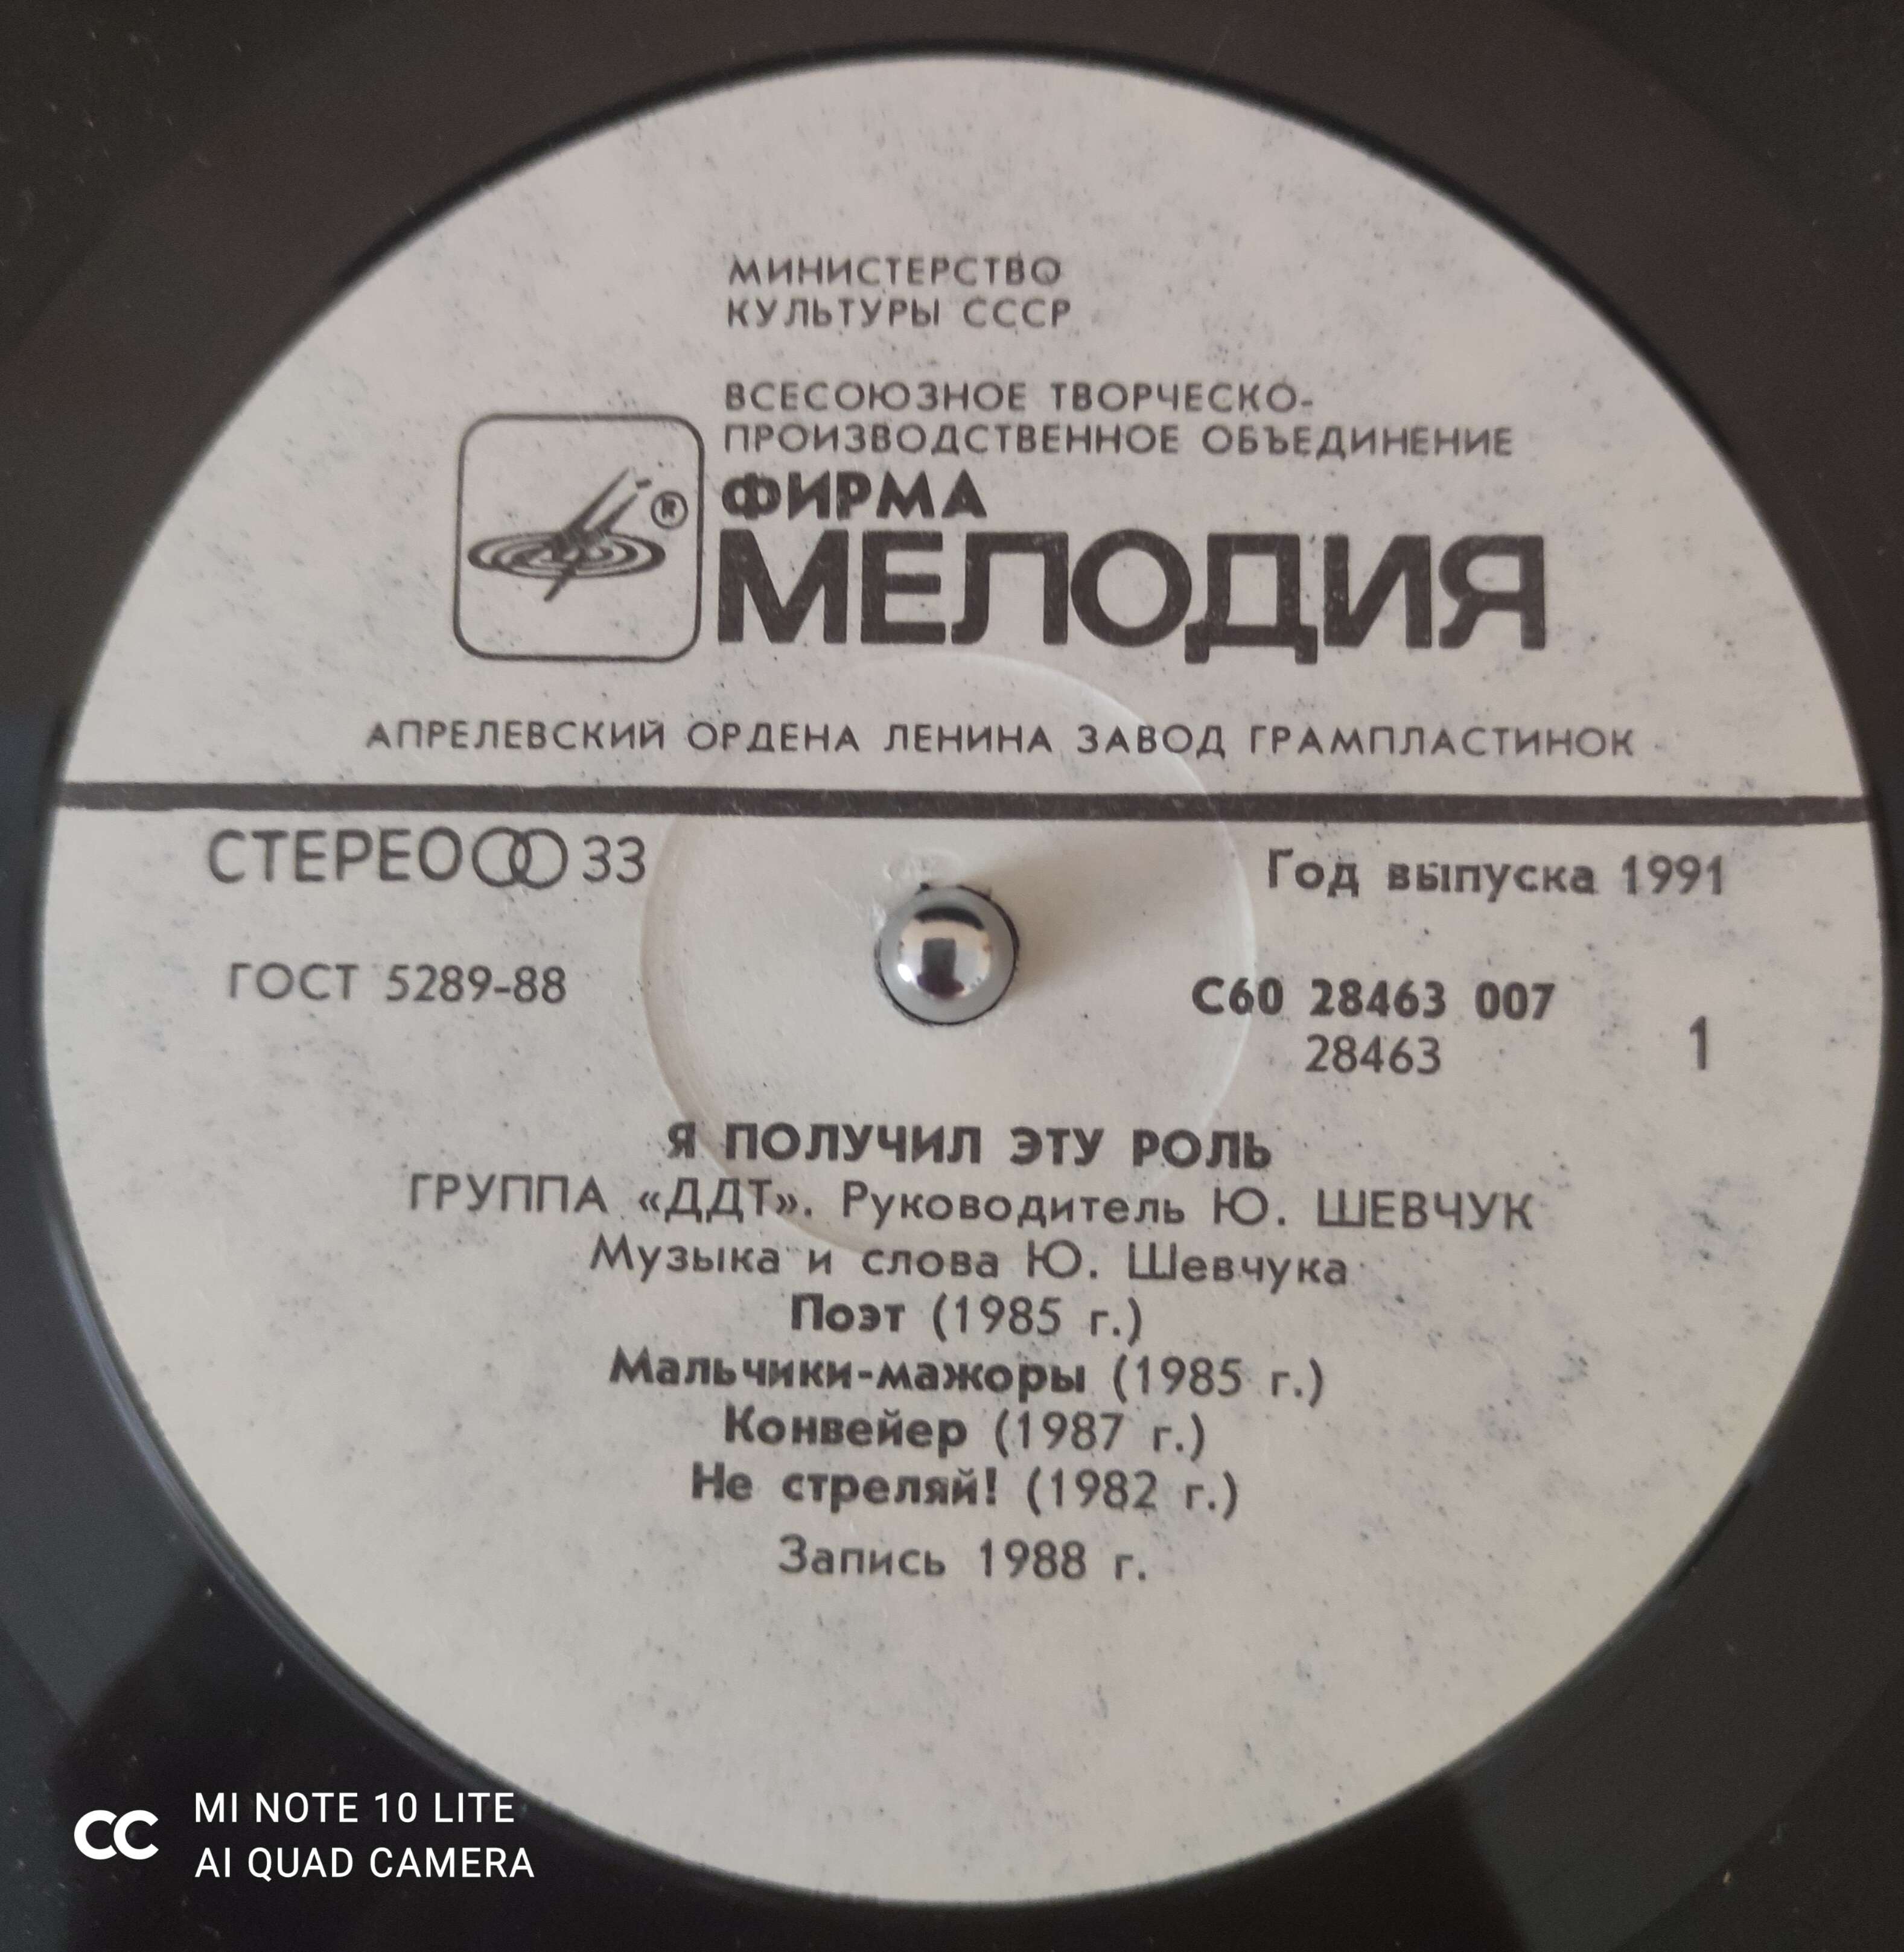 МИНИСТЕРСТВО
КУЛЬТУРЫ СССР
ВСЕСОЮЗНОЕ ТВОРЧЕСКО-
ПРОИЗВОДСТВЕННОЕ ОБЪЕДИНЕНИЕ
®
ФИРМА
МЕЛОДИЯ
АПРЕЛЕВСКИЙ ОРДЕНА ЛЕНИНА ЗАВОД ГРАМПЛАСТИНОК
СТЕРЕО 33
Год выпуска 1991
ГОСТ 5289-88
С60 28463 007
28463
1
Я ПОЛУЧИЛ ЭТУ РОЛЬ
ГРУППА «ДДТ». Руководитель Ю. ШЕВЧУК
Музыка и слова Ю. Шевчука
Поэт (1985 г.)
Мальчики-мажоры (1985 г.)
Конвейер (1987 г.)
Не стреляй! (1982 г.)
Запись 1988 г.
MI NOTE 10 LITE
AI QUAD CAMERA